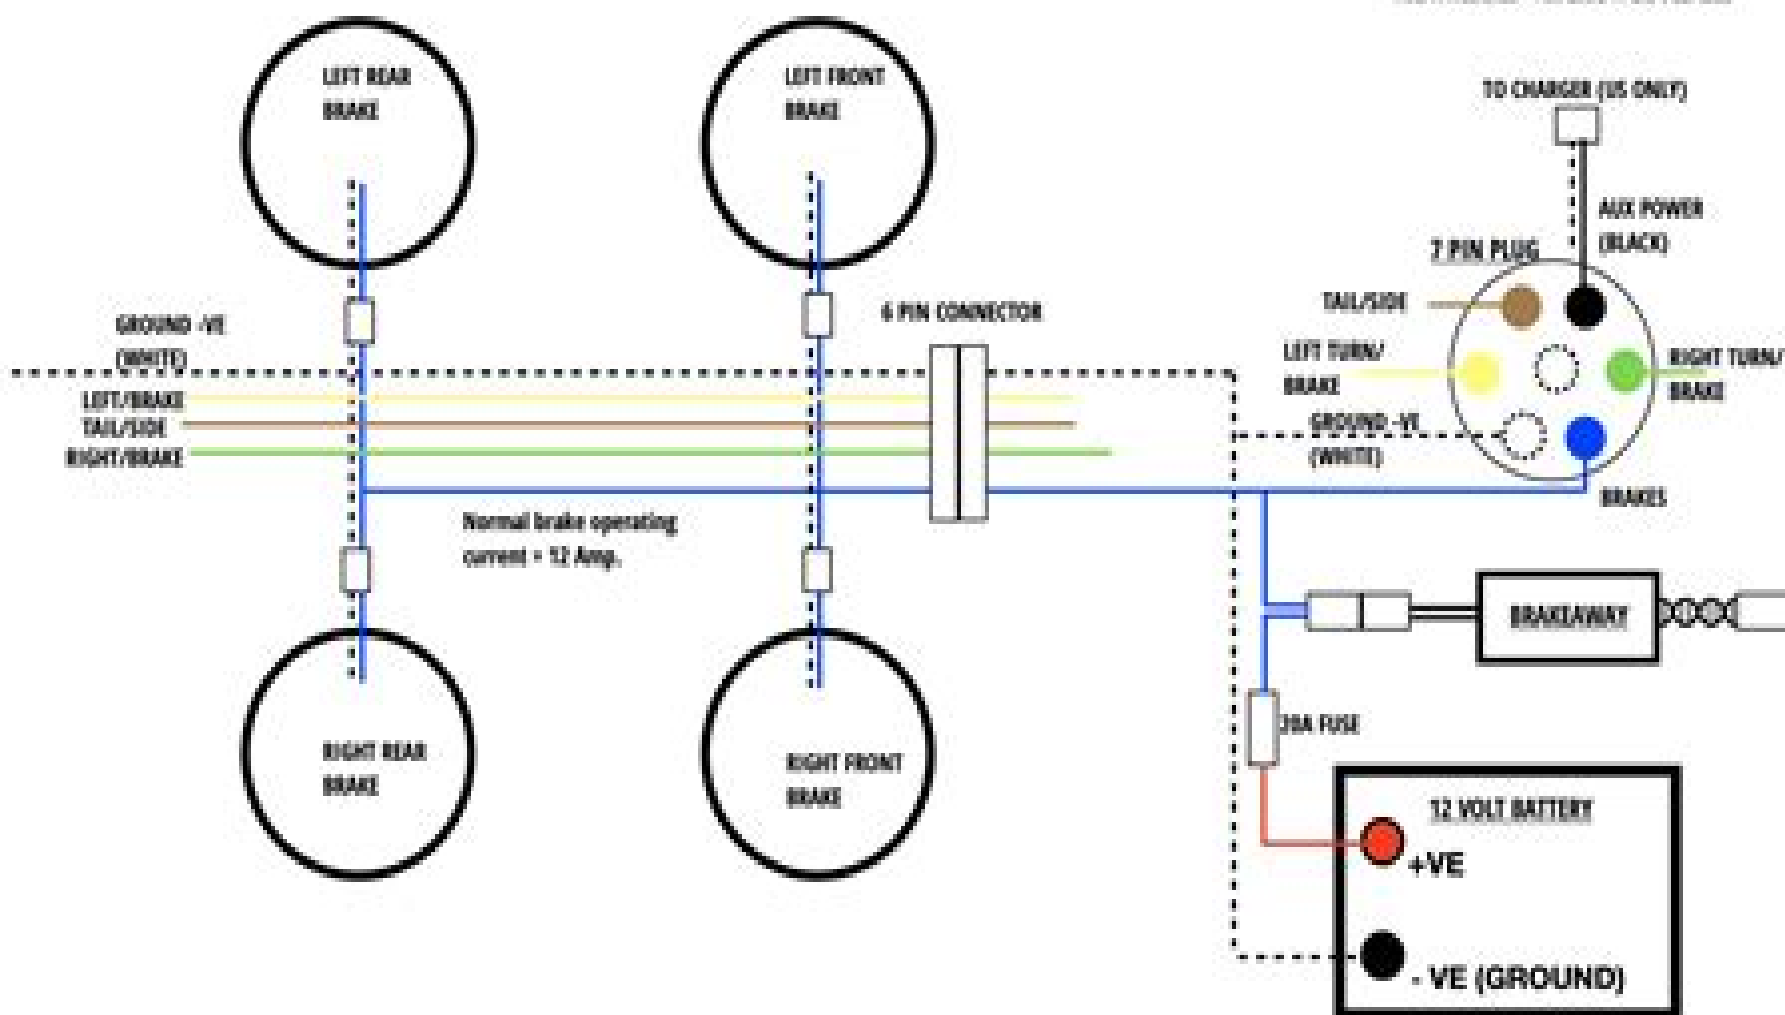 LEFT REAR
BRAKE
LEFT FRONT
BRAKE
TO CHARGER (US ONLY)
AUX POWER
(BLACK)
7 PIN PLUG
TAIL/SIDE
LEFT TURN/
BRAKE
RIGHT TURN/
BRAKE
GROUND -VE
(WHITE)
BRAKES
6 PIN CONNECTOR
GROUND -VE
(WHITE)
LEFT/BRAKE
TAIL/SIDE
RIGHT/BRAKE
Normal brake operating
current = 12 Amp.
BRAKEAWAY
20A FUSE
RIGHT REAR
BRAKE
RIGHT FRONT
BRAKE
12 VOLT BATTERY
+VE
- VE (GROUND)